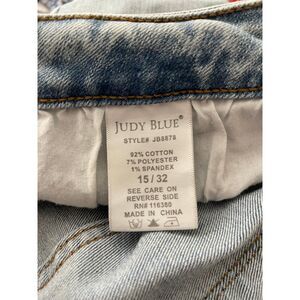 JUDY BLUE®
STYLE# JB8878
92% COTTON
7% POLYESTER
1% SPANDEX
15 / 32
SEE CARE ON
REVERSE SIDE
RN# 116380
MADE IN CHINA